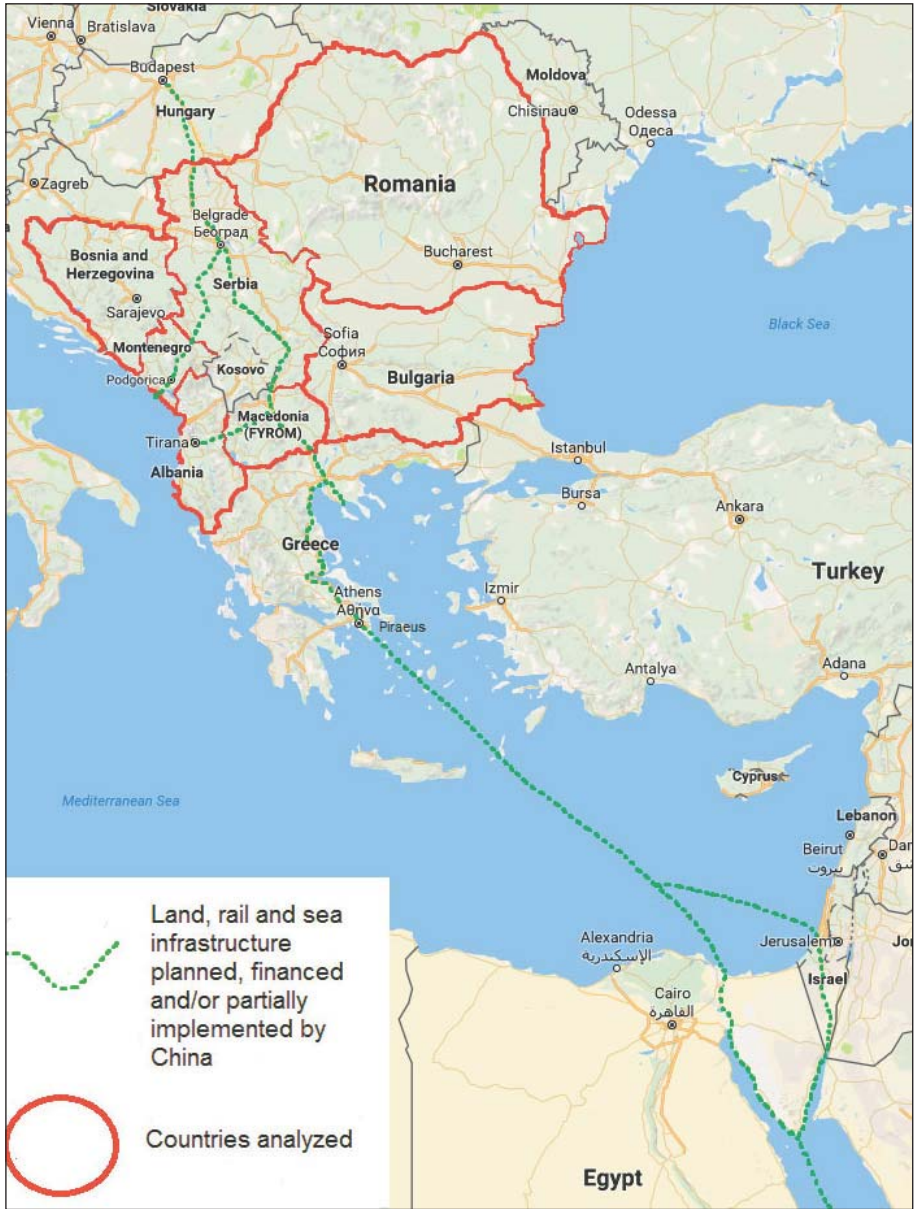 Slovakia
Vienna
Bratislava
Budapest
Hungary
Moldova
Chisinau
Odessa
Одеса
Zagreb
Romania
Belgrade
Београд
Bosnia and
Herzegovina
Bucharest
Serbia
Sarajevo
Black Sea
Sofia
София
Montenegro
Kosovo
Podgorica
Bulgaria
Macedonia
(FYROM)
Tirana
Istanbul
Albania
Bursa
Ankara
Greece
Turkey
Izmir
Athens
Αθήνα
Piraeus
Antalya
Adana
Cyprus
Mediterranean Sea
Lebanon
Beirut
بيروت
Alexandria
الإسكندرية
Jerusalem
Israel
Cairo
القاهرة
Egypt
Land, rail and sea
infrastructure
planned, financed
and/or partially
implemented by
China
Countries analyzed